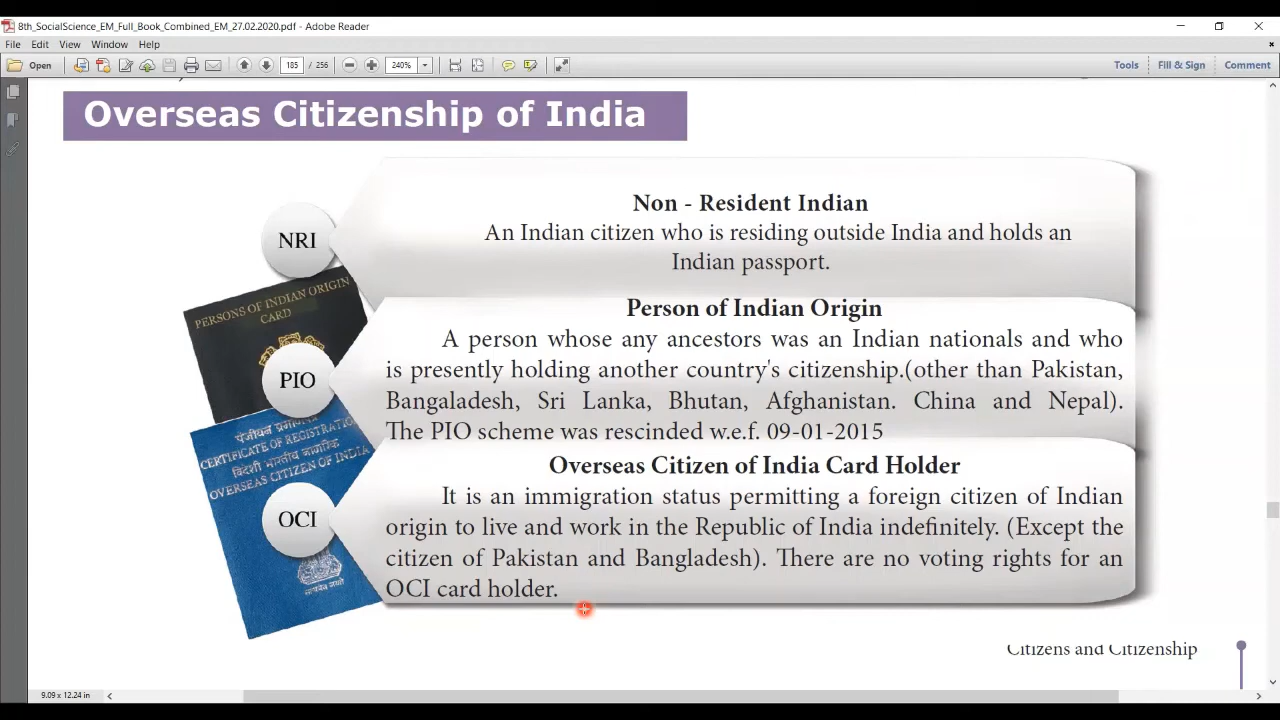 8th_SocialScience_EM_Full_Book_Combined_EM_27.02.2020.pdf - Adobe Reader
File Edit View Window Help
Open 185 / 256 240% Tools Fill & Sign Comment
Overseas Citizenship of India
Non - Resident Indian
NRI
An Indian citizen who is residing outside India and holds an
Indian passport.
PERSONS OF INDIAN ORIGIN
CARD
PIO
Person of Indian Origin
A person whose any ancestors was an Indian nationals and who
is presently holding another country's citizenship.(other than Pakistan,
Bangaladesh, Sri Lanka, Bhutan, Afghanistan. China and Nepal).
The PIO scheme was rescinded w.e.f. 09-01-2015
CERTIFICATE OF REGISTRATION
विदेशी भारतीय नागरिक
OVERSEAS CITIZEN OF INDIA
OCI
Overseas Citizen of India Card Holder
It is an immigration status permitting a foreign citizen of Indian
origin to live and work in the Republic of India indefinitely. (Except the
citizen of Pakistan and Bangladesh). There are no voting rights for an
OCI card holder.
Citizens and Citizenship
9.09 x 12.24 in